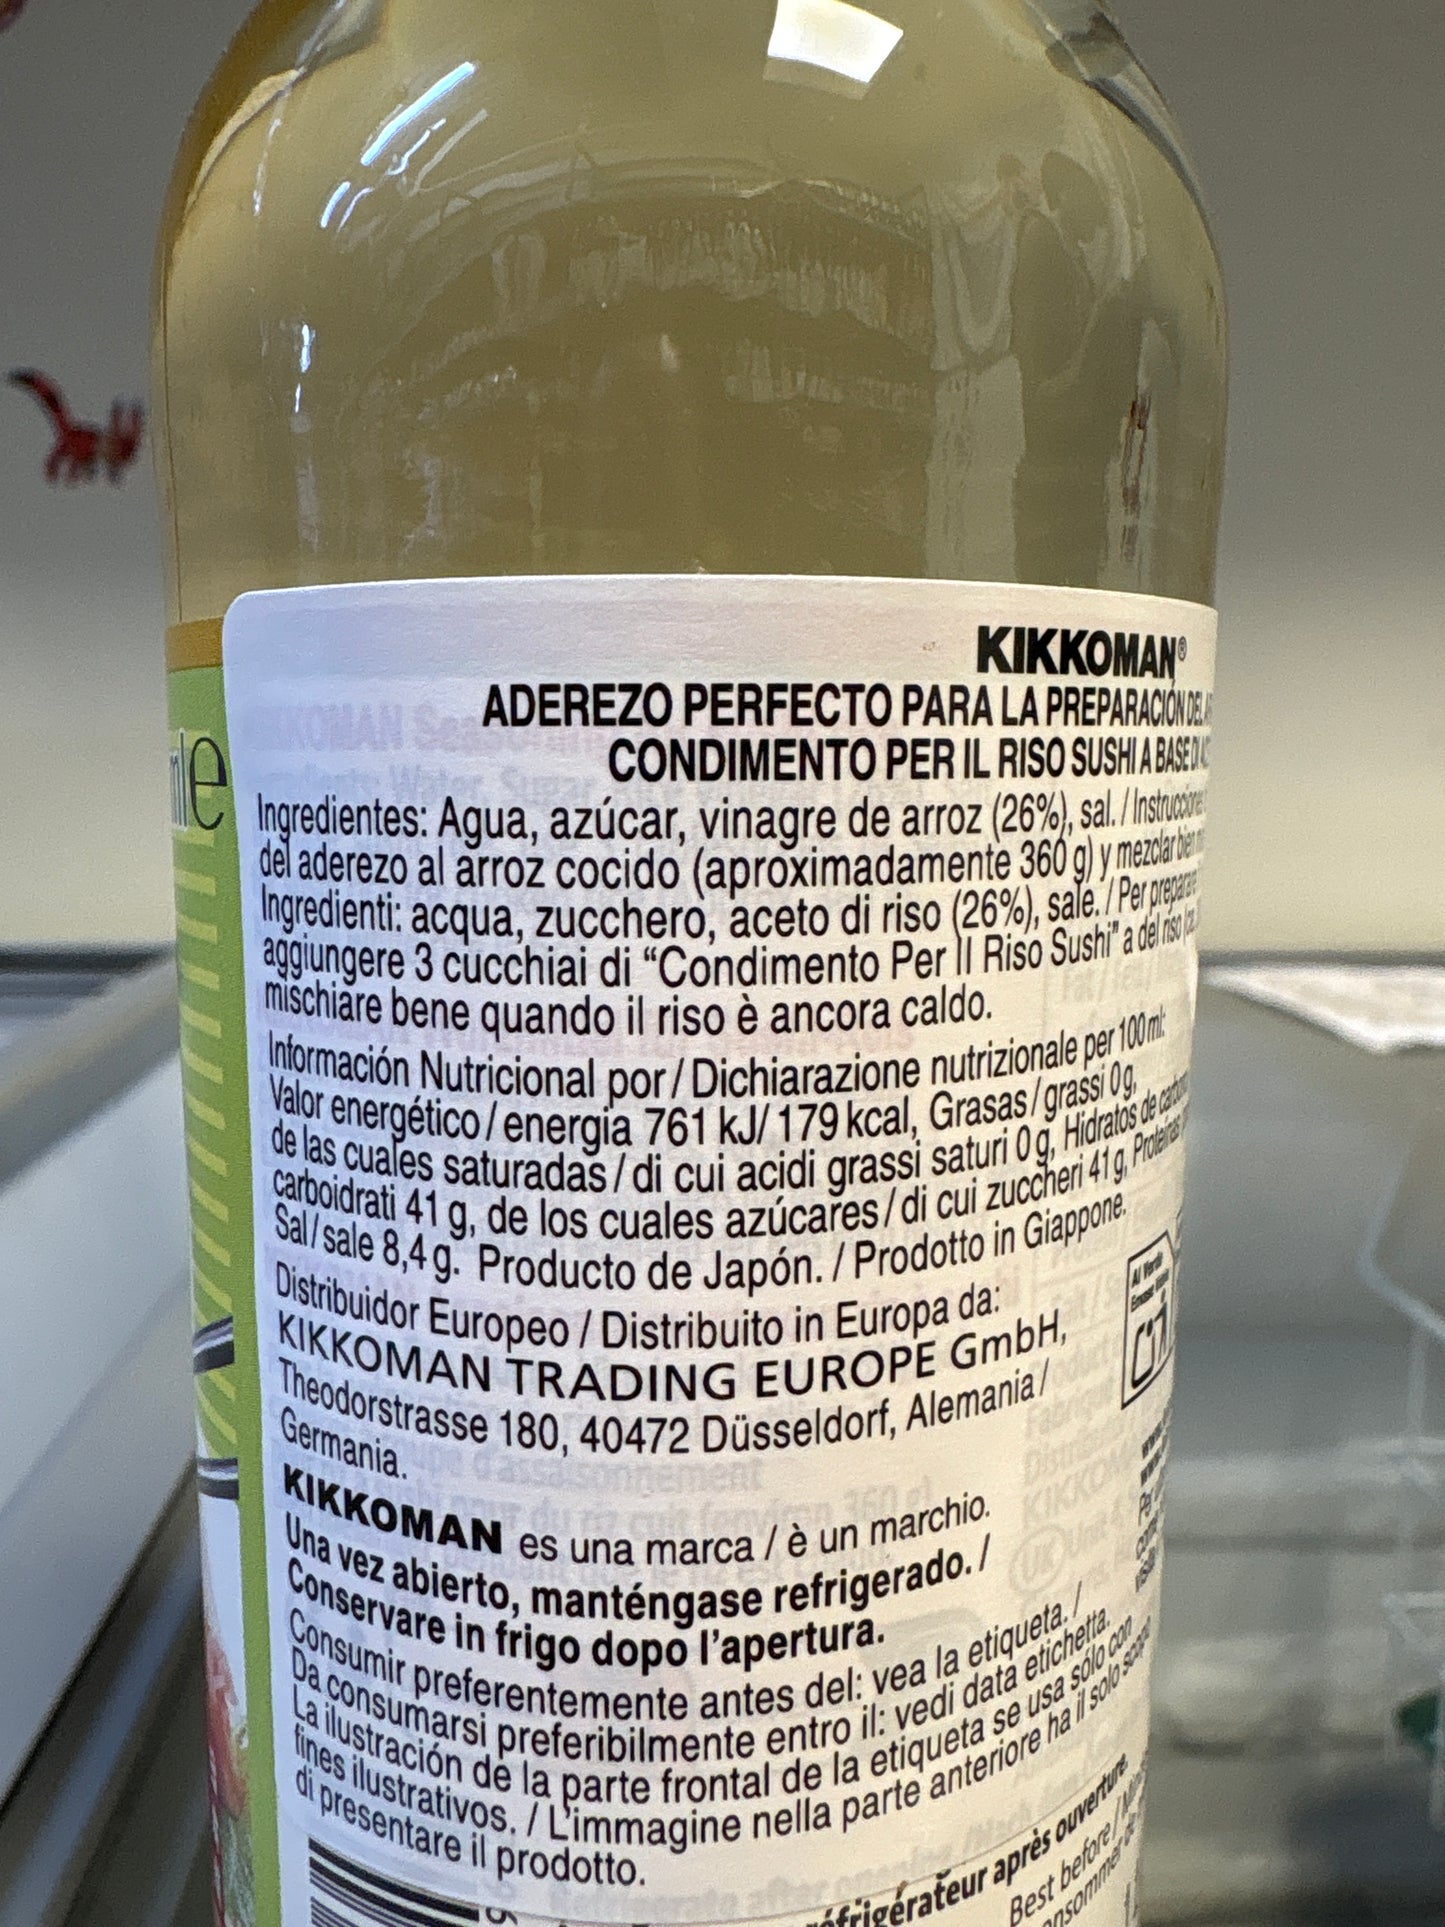 KIKKOMAN®
ADEREZO PERFECTO PARA LA PREPARACIÓN DEL
CONDIMENTO PER IL RISO SUSHI A BASE DI
Ingredientes: Agua, azúcar, vinagre de arroz (26%), sal. / Instrucciones
del aderezo al arroz cocido (aproximadamente 360 g) y mezclar bien
Ingredienti: acqua, zucchero, aceto di riso (26%), sale. / Per preparare
aggiungere 3 cucchiai di “Condimento Per Il Riso Sushi” a del riso
mischiare bene quando il riso è ancora caldo.
Información Nutricional por / Dichiarazione nutrizionale per 100 ml:
Valor energético / energia 761 kJ/ 179 kcal, Grasas / grassi 0 g,
de las cuales saturadas / di cui acidi grassi saturi 0 g, Hidratos de carbono
carboidrati 41 g, de los cuales azúcares / di cui zuccheri 41 g, Proteínas
Sal / sale 8,4 g. Producto de Japón. / Prodotto in Giappone.
Distribuidor Europeo / Distribuito in Europa da:
KIKKOMAN TRADING EUROPE GmbH,
Theodorstrasse 180, 40472 Düsseldorf, Alemania /
Germania.
KIKKOMAN es una marca / è un marchio.
Una vez abierto, manténgase refrigerado. /
Conservare in frigo dopo l’apertura.
Consumir preferentemente antes del: vea la etiqueta. /
Da consumarsi preferibilmente entro il: vedi data etichetta.
La ilustración de la parte frontal de la etiqueta se usa sólo con
fines ilustrativos. / L’immagine nella parte anteriore ha il solo scopo
di presentare il prodotto.
réfrigérateur après ouverture.
Best before /